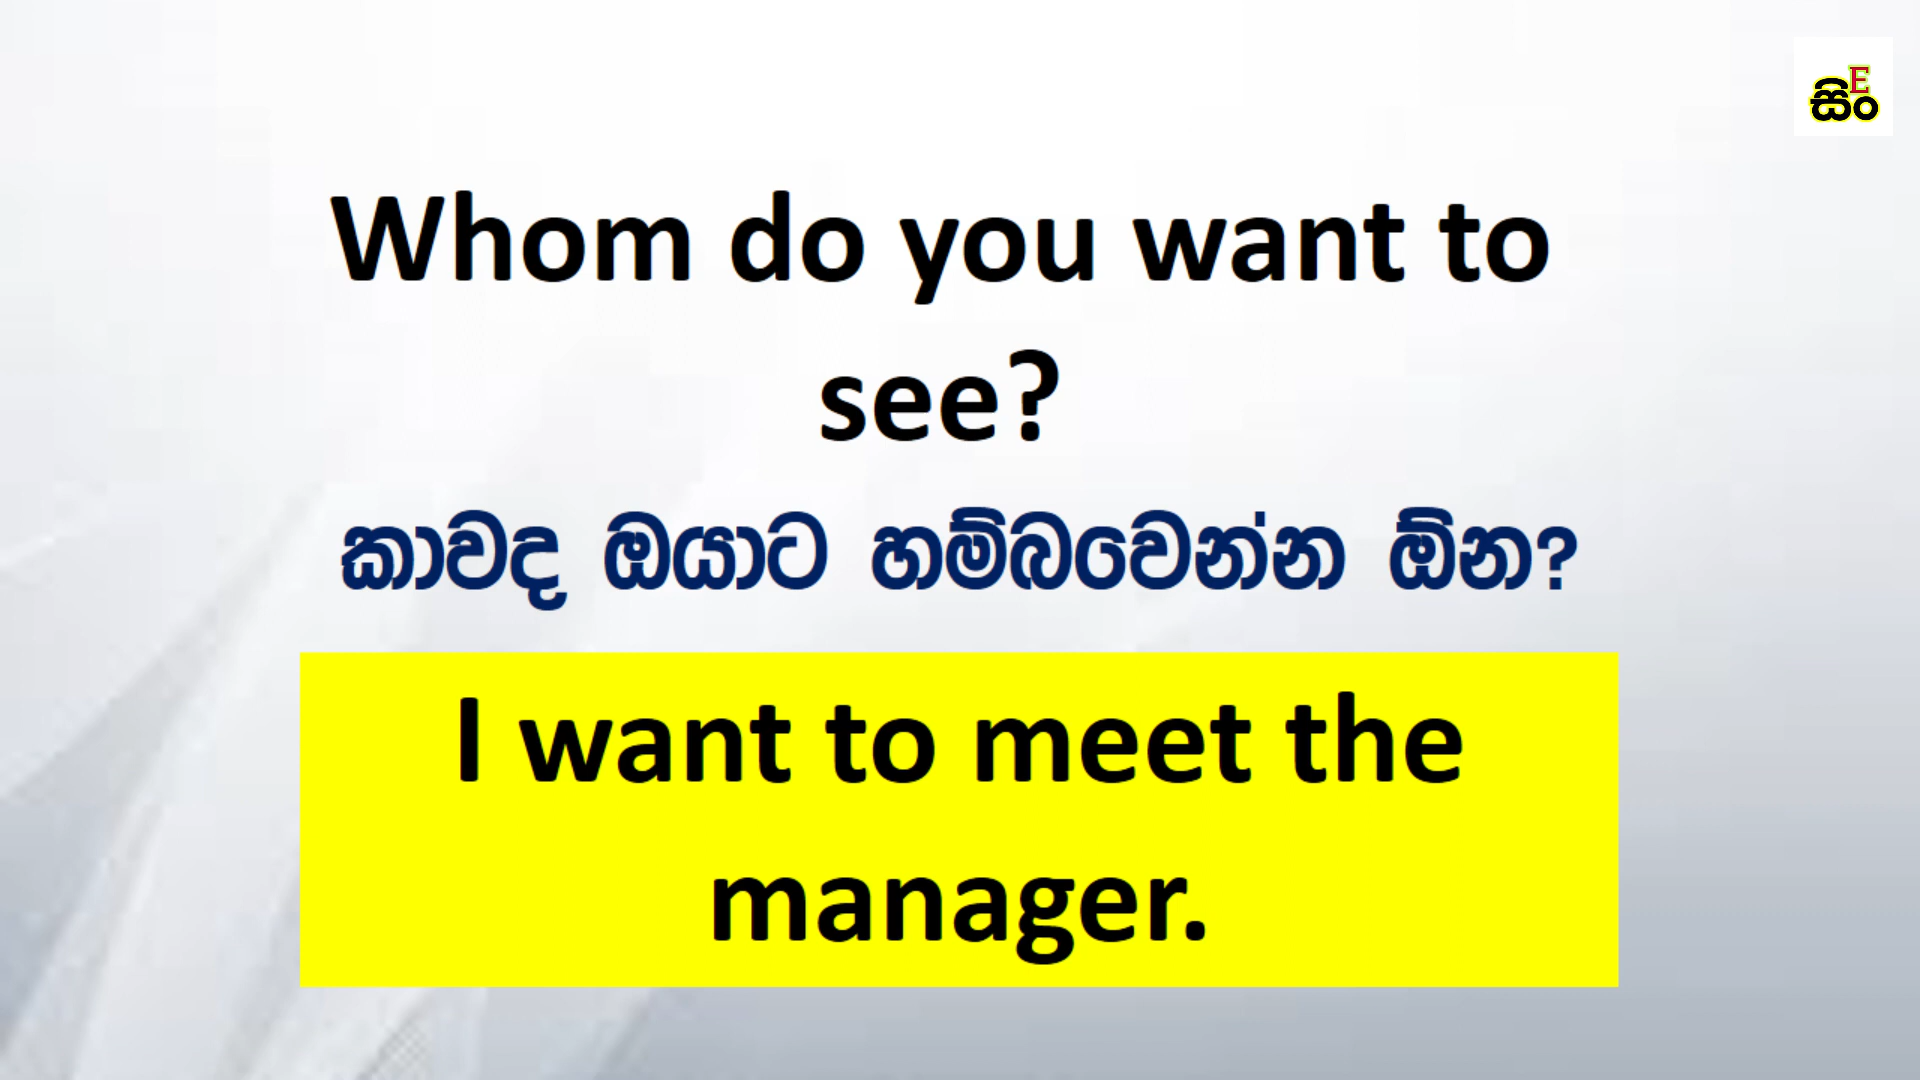 සිං
E
Whom do you want to
see?
කාවද ඔයාට හම්බවෙන්න ඕන?
I want to meet the
manager.